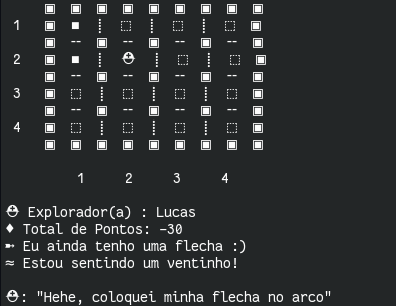 1
2
3
4
1 2 3 4
⛑ Explorador(a) : Lucas
♦ Total de Pontos: -30
➵ Eu ainda tenho uma flecha :)
≈ Estou sentindo um ventinho!
⛑: "Hehe, coloquei minha flecha no arco"